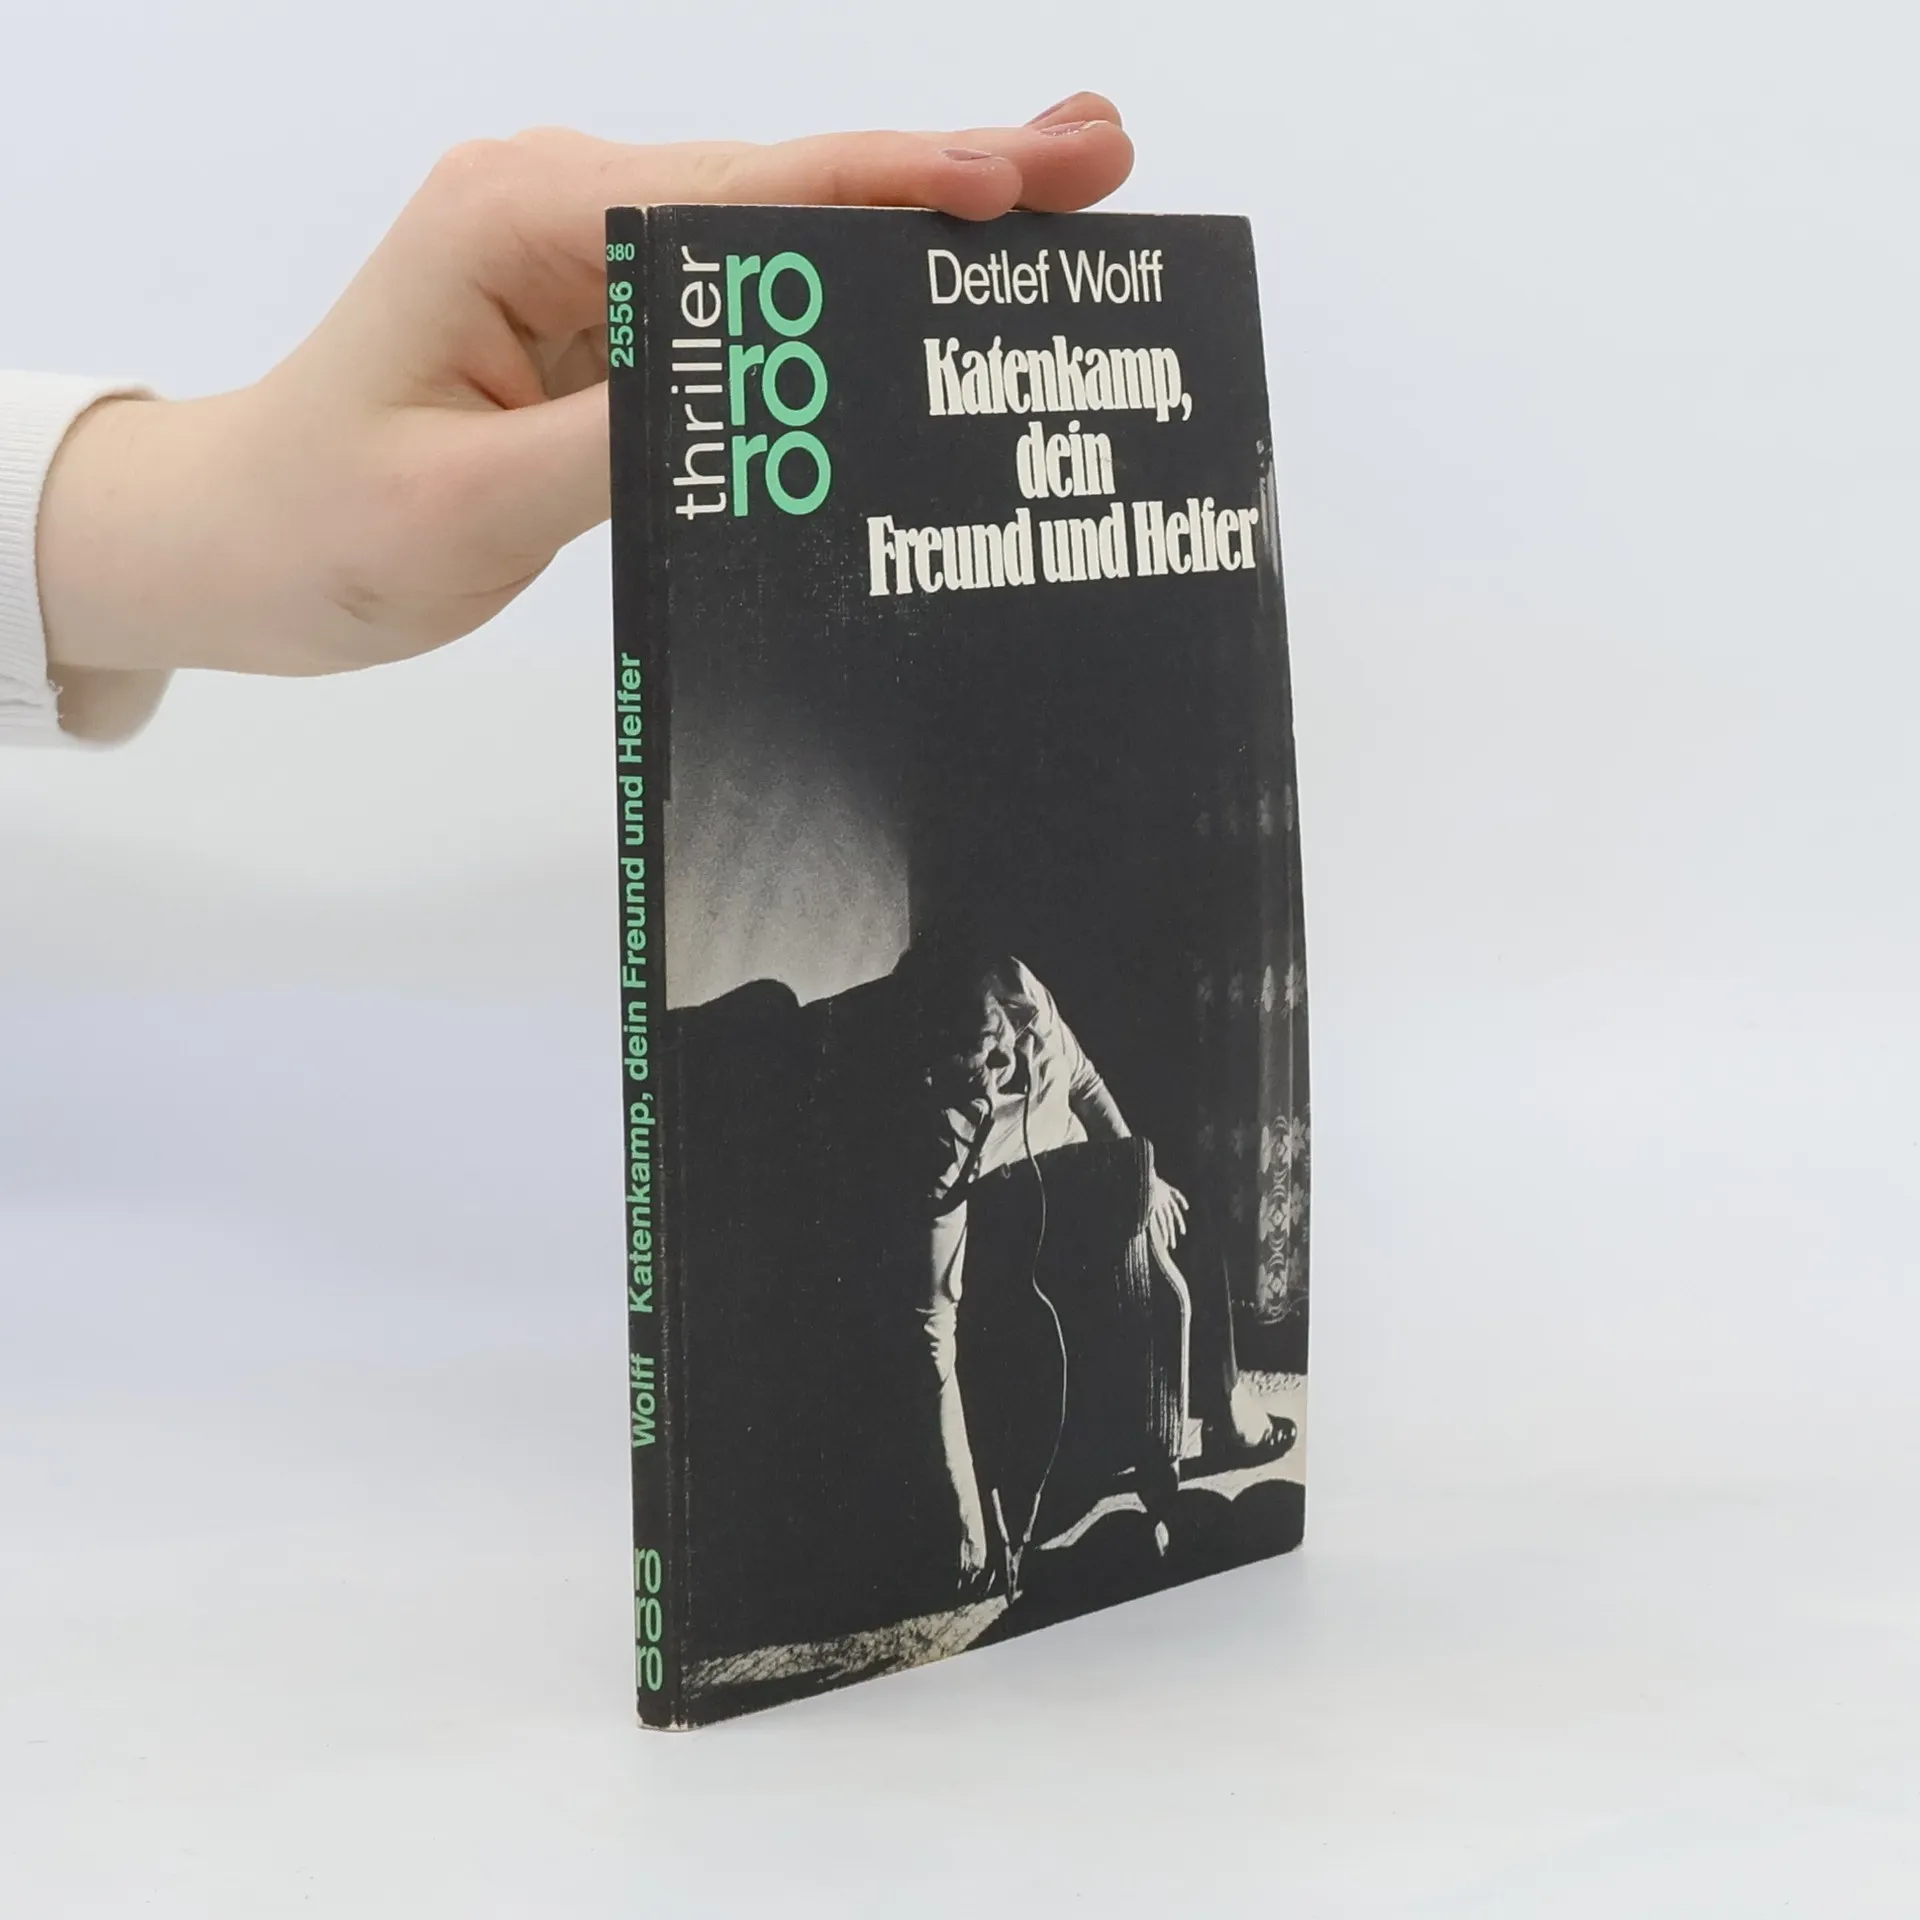 Detlef Wolff
Katenkamp,
dein
Freund und Helfer
thriller
ro
ro
ro
380
2556
Wolff Katenkamp, dein Freund und Helfer
ro
ro
ro